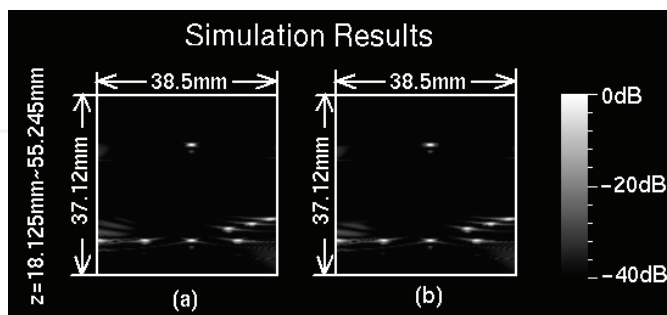 Simulation Results
z=18.125mm~55.245mm
38.5mm
37.12mm
(a)
38.5mm
37.12mm
(b)
0dB
-20dB
-40dB